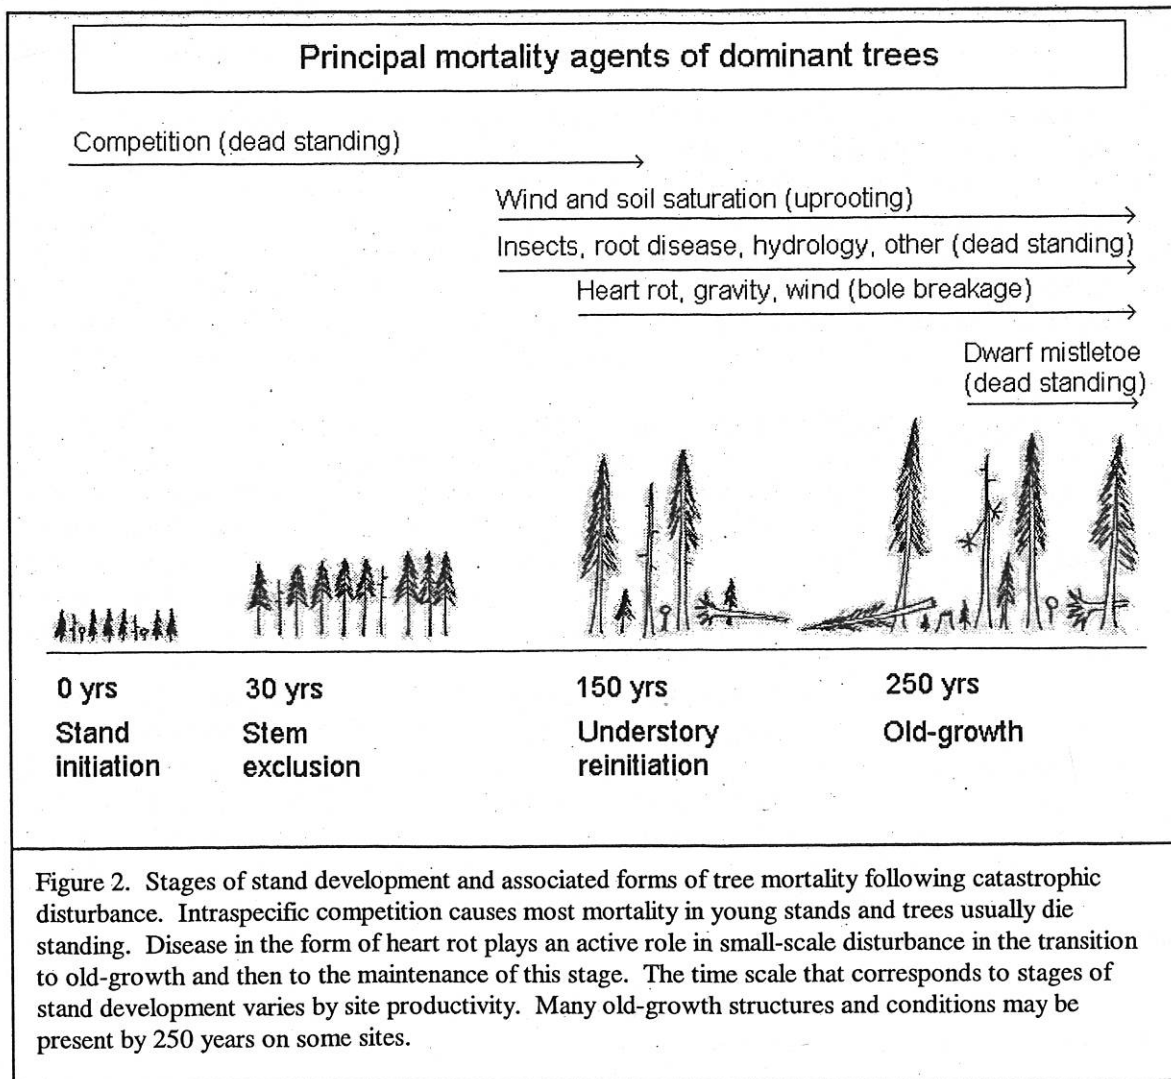 Principal mortality agents of dominant trees
Competition (dead standing)
Wind and soil saturation (uprooting)
Insects, root disease, hydrology, other (dead standing)
Heart rot, gravity, wind (bole breakage)
Dwarf mistletoe
(dead standing)
0 yrs
Stand
initiation
30 yrs
Stem
exclusion
150 yrs
Understory
reinitiation
250 yrs
Old-growth
Figure 2. Stages of stand development and associated forms of tree mortality following catastrophic
disturbance. Intraspecific competition causes most mortality in young stands and trees usually die
standing. Disease in the form of heart rot plays an active role in small-scale disturbance in the transition
to old-growth and then to the maintenance of this stage. The time scale that corresponds to stages of
stand development varies by site productivity. Many old-growth structures and conditions may be
present by 250 years on some sites.